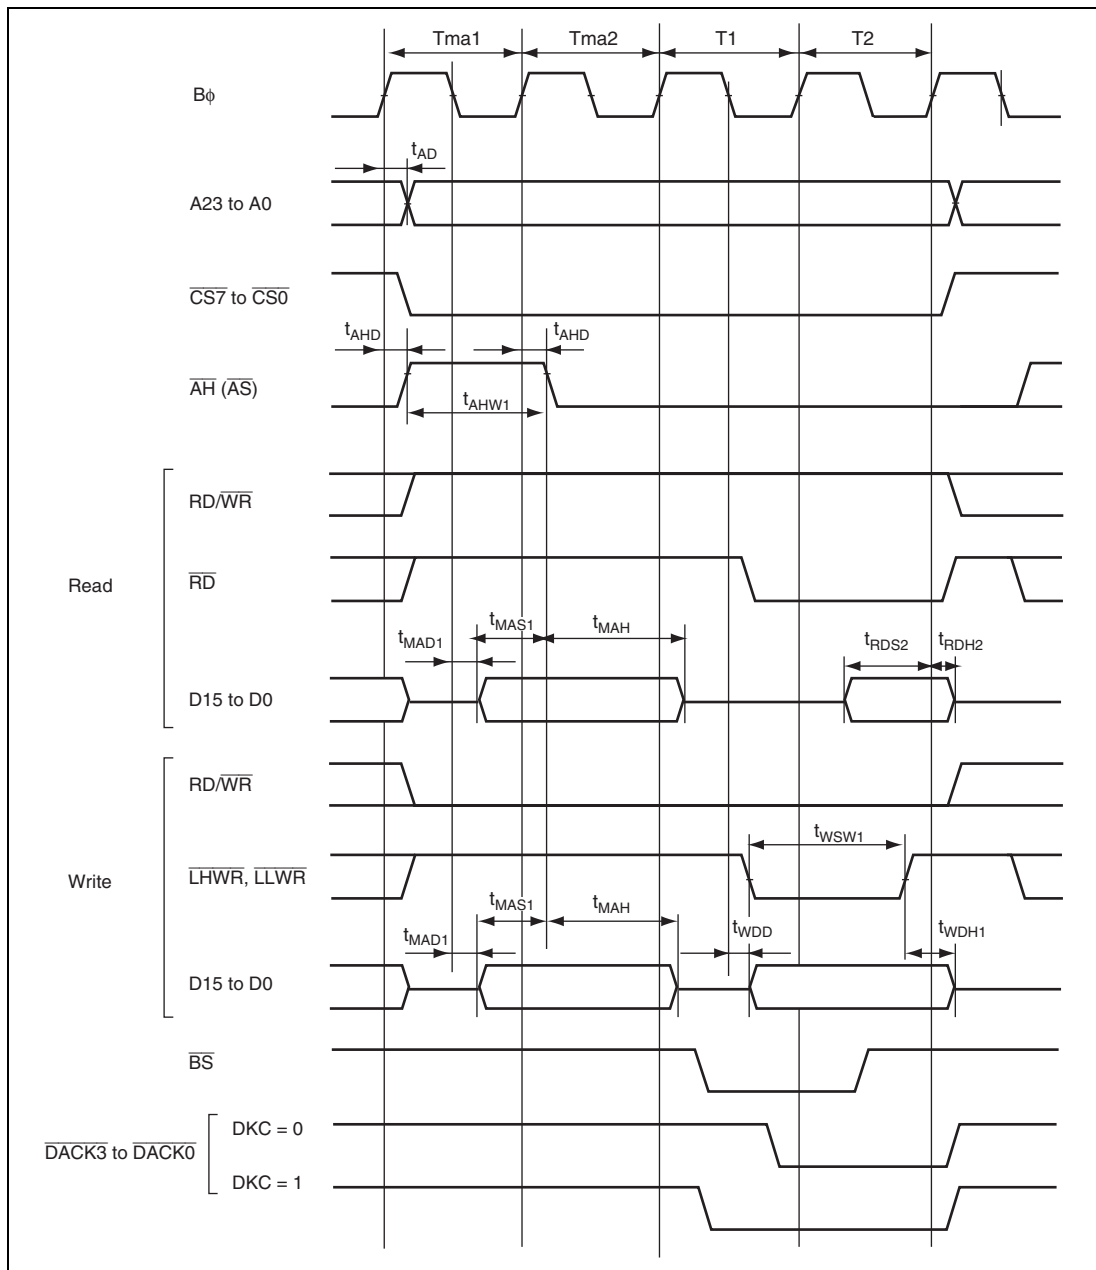 Tma1 Tma2 T1 T2
Bφ
tAD
A23 to A0
CS7 to CS0
tAHD tAHD
AH (AS)
tAHW1
Read
RD/WR
RD
tMAD1 tMAS1 tMAH tRDS2 tRDH2
D15 to D0
Write
RD/WR
tWSW1
LHWR, LLWR
tMAD1 tMAS1 tMAH tWDD tWDH1
D15 to D0
BS
DACK3 to DACK0
DKC = 0
DKC = 1